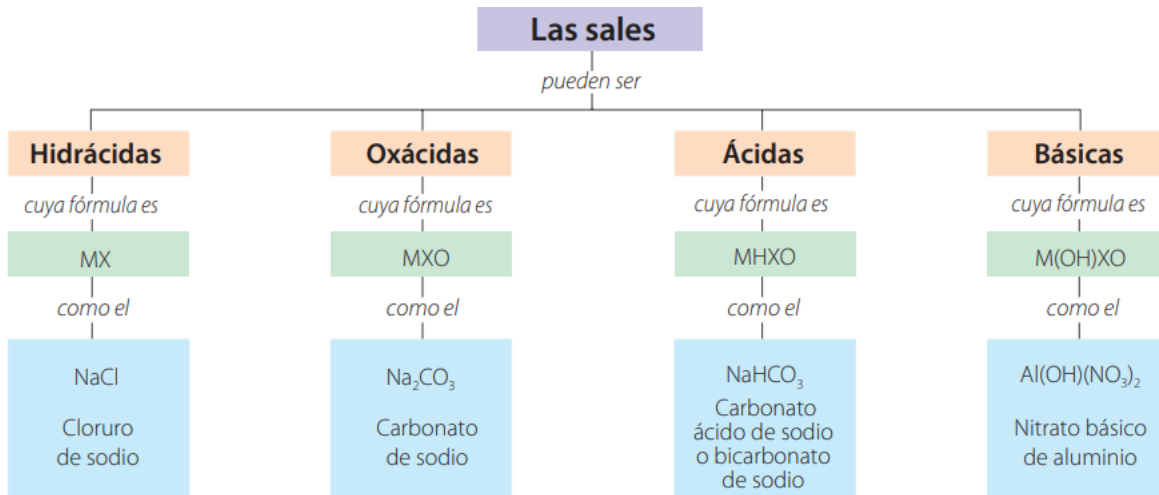 Las sales
pueden ser
Hidrácidas
cuya fórmula es
MX
como el
NaCl
Cloruro
de sodio
Oxácidas
cuya fórmula es
MXO
como el
Na₂CO₃
Carbonato
de sodio
Ácidas
cuya fórmula es
MHXO
como el
NaHCO₃
Carbonato
ácido de sodio
o bicarbonato
de sodio
Básicas
cuya fórmula es
M(OH)XO
como el
Al(OH)(NO₃)₂
Nitrato básico
de aluminio